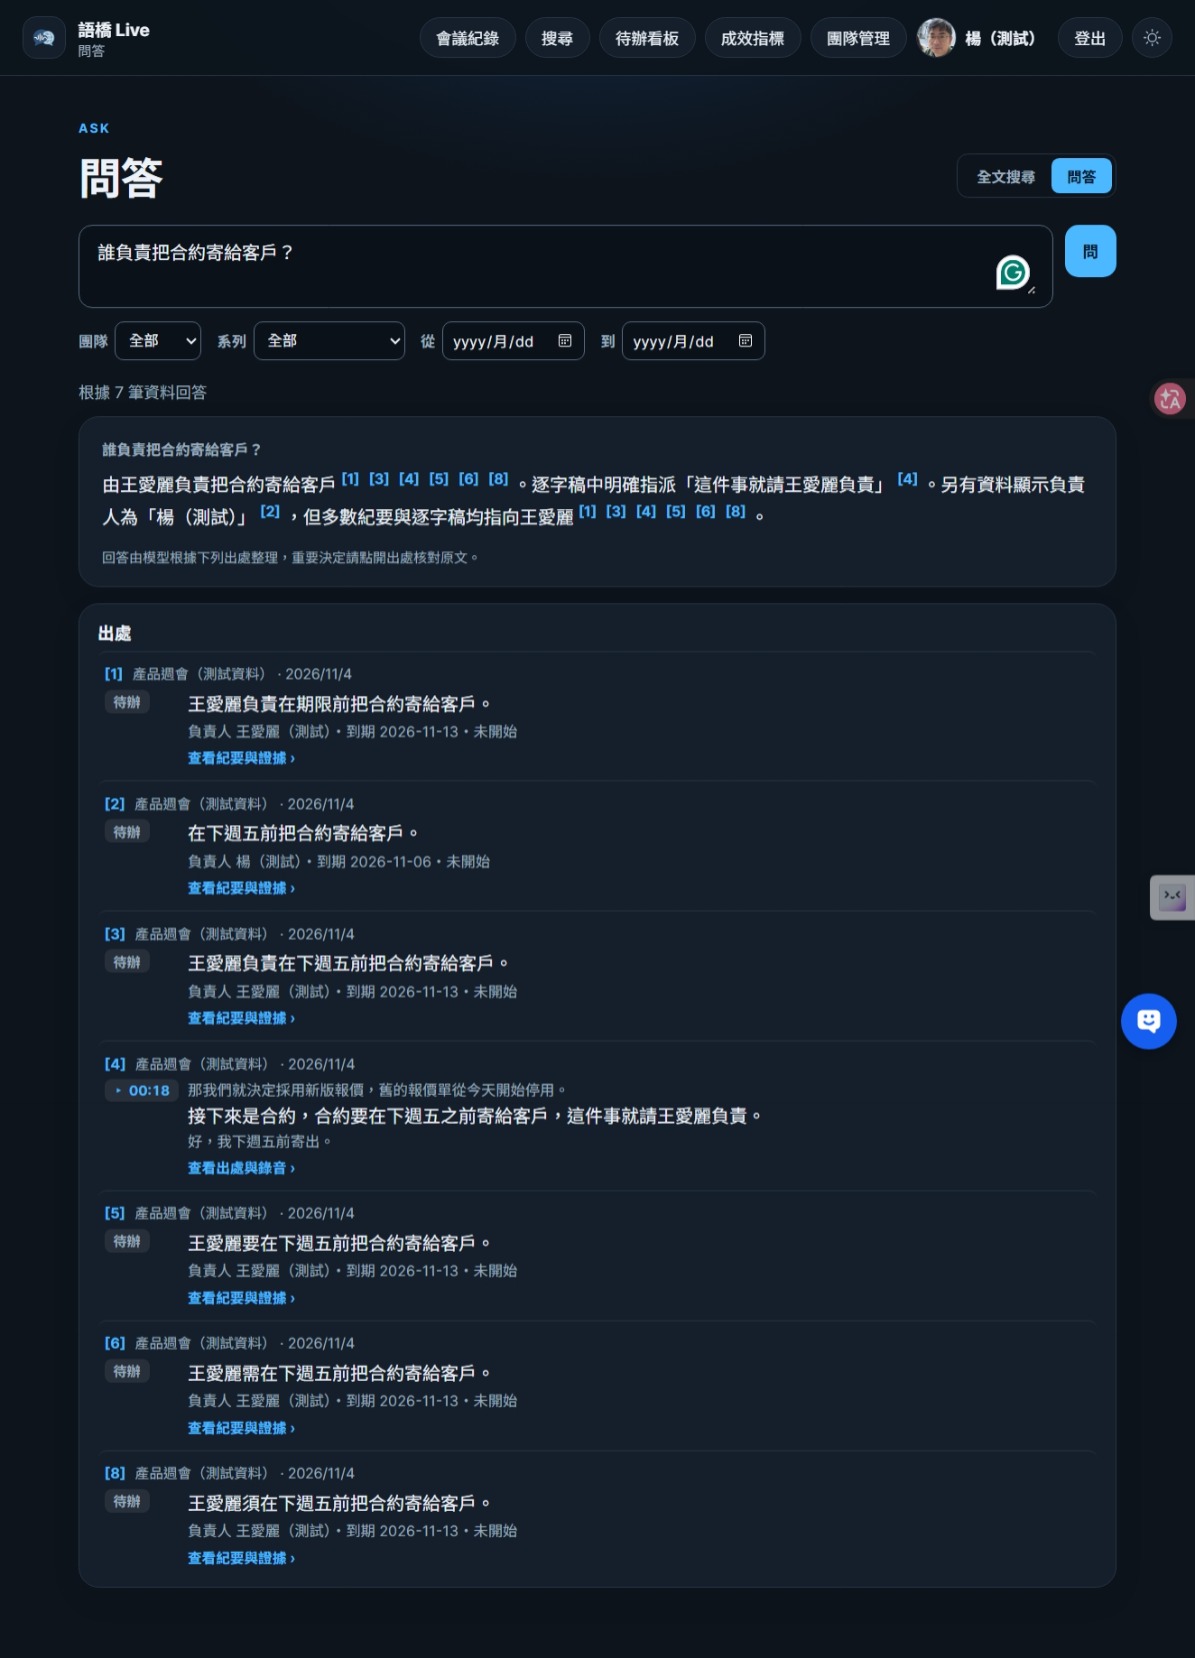 語橋 Live
問答
會議紀錄
搜尋
待辦看板
成效指標
團隊管理
楊（測試）
登出
ASK
問答
全文搜尋
問答
誰負責把合約寄給客戶？
問
團隊 全部 系列 全部 從 yyyy/月/dd 到 yyyy/月/dd
根據 7 筆資料回答
誰負責把合約寄給客戶？
由王愛麗負責把合約寄給客戶 [1] [3] [4] [5] [6] [8] 。逐字稿中明確指派「這件事就請王愛麗負責」 [4] 。另有資料顯示負責
人為「楊（測試）」 [2] ，但多數紀要與逐字稿均指向王愛麗 [1] [3] [4] [5] [6] [8] 。
回答由模型根據下列出處整理，重要決定請點開出處核對原文。
出處
[1] 產品週會（測試資料） · 2026/11/4
待辦 王愛麗負責在期限前把合約寄給客戶。
負責人 王愛麗（測試）・到期 2026-11-13・未開始
查看紀要與證據 ›
[2] 產品週會（測試資料） · 2026/11/4
待辦 在下週五前把合約寄給客戶。
負責人 楊（測試）・到期 2026-11-06・未開始
查看紀要與證據 ›
[3] 產品週會（測試資料） · 2026/11/4
待辦 王愛麗負責在下週五前把合約寄給客戶。
負責人 王愛麗（測試）・到期 2026-11-13・未開始
查看紀要與證據 ›
[4] 產品週會（測試資料） · 2026/11/4
‣ 00:18 那我們就決定採用新版報價，舊的報價單從今天開始停用。
接下來是合約，合約要在下週五之前寄給客戶，這件事就請王愛麗負責。
好，我下週五前寄出。
查看出處與錄音 ›
[5] 產品週會（測試資料） · 2026/11/4
待辦 王愛麗要在下週五前把合約寄給客戶。
負責人 王愛麗（測試）・到期 2026-11-13・未開始
查看紀要與證據 ›
[6] 產品週會（測試資料） · 2026/11/4
待辦 王愛麗需在下週五前把合約寄給客戶。
負責人 王愛麗（測試）・到期 2026-11-13・未開始
查看紀要與證據 ›
[8] 產品週會（測試資料） · 2026/11/4
待辦 王愛麗須在下週五前把合約寄給客戶。
負責人 王愛麗（測試）・到期 2026-11-13・未開始
查看紀要與證據 ›